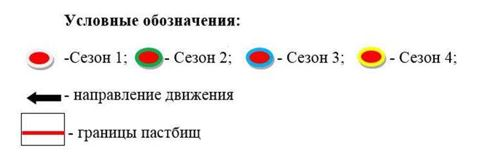 Условные обозначения:
-Сезон 1; - Сезон 2; - Сезон 3; - Сезон 4;
- направление движения
- границы пастбищ